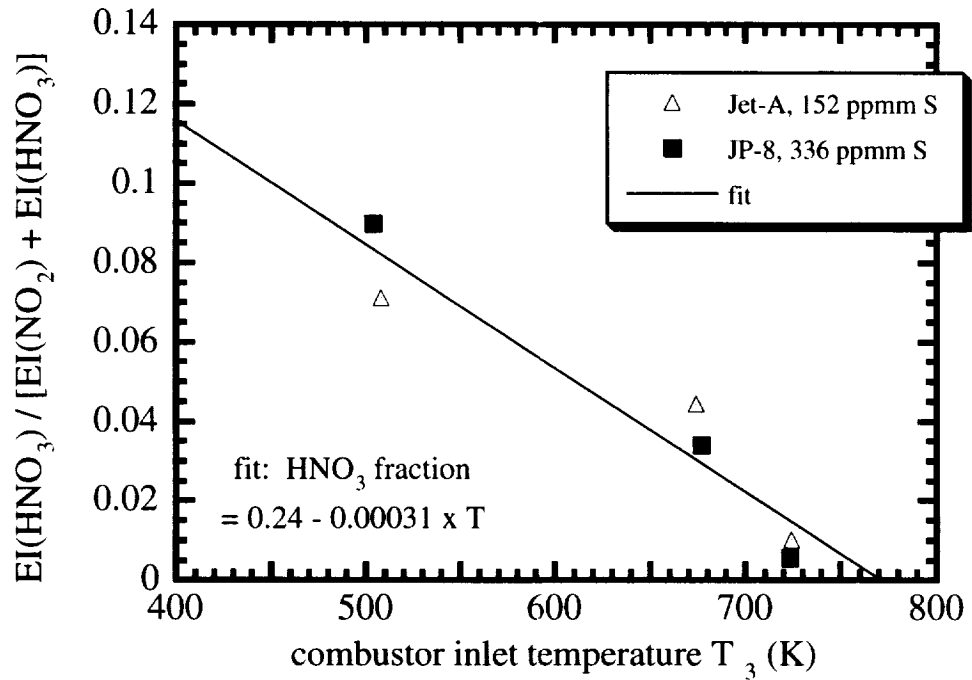 0.14
0.12
0.1
0.08
0.06
0.04
0.02
0
EI(HNO3) / [EI(NO2) + EI(HNO3)]
Jet-A, 152 ppmm S
JP-8, 336 ppmm S
fit
fit: HNO3 fraction
= 0.24 - 0.00031 x T
400 500 600 700 800
combustor inlet temperature T 3 (K)